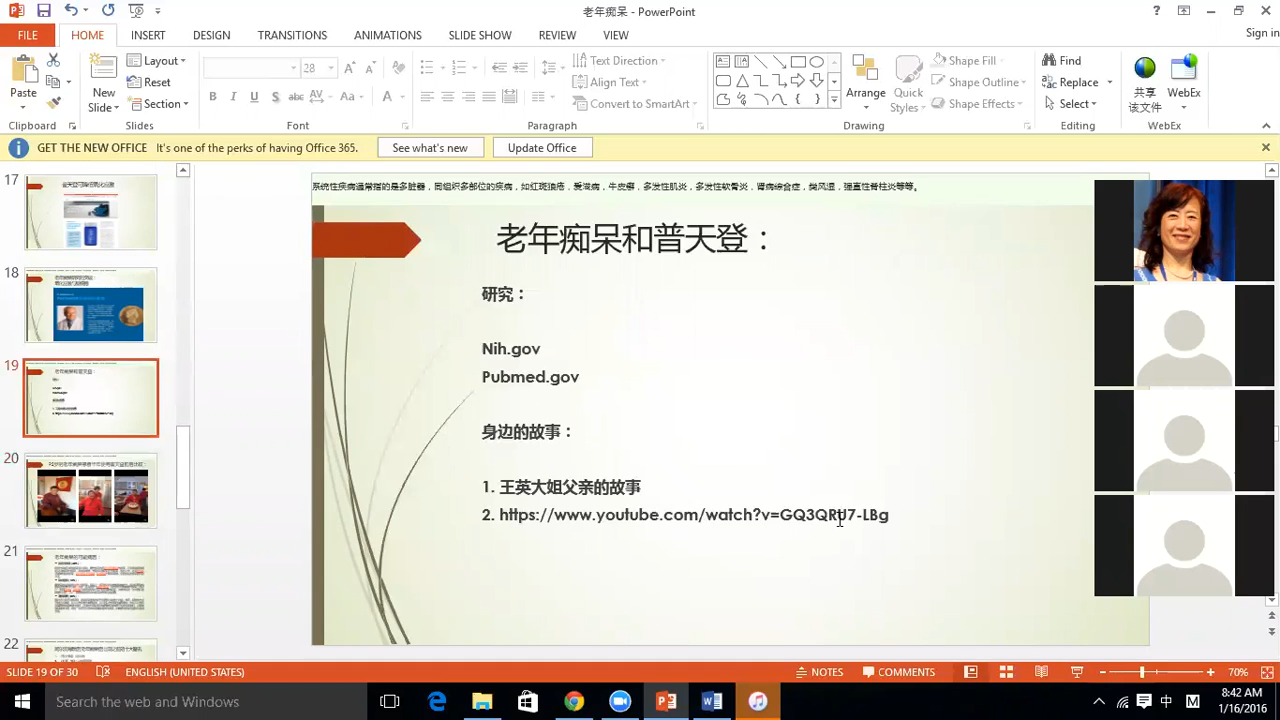 老年痴呆 - PowerPoint
Sign in
FILE HOME INSERT DESIGN TRANSITIONS ANIMATIONS SLIDE SHOW REVIEW VIEW
Paste
New Slide
Layout
Reset
Section
28
Text Direction
Align Text
Convert to SmartArt
Arrange
Quick Styles
Shape Fill
Shape Outline
Shape Effects
Find
Replace
Select
共享该文件
WebEx
Clipboard Slides Font Paragraph Drawing Editing WebEx
GET THE NEW OFFICE It's one of the perks of having Office 365. See what's new Update Office
17
18
19
20
21
22
系统性疾病通常指的是多脏器，同组织多部位的疾病，如红斑狼疮，爱滋病，牛皮癣，多发性肌炎，多发性软骨炎，肾病综合症，类风湿，强直性脊柱炎等等。
老年痴呆和普天登：
研究：
Nih.gov
Pubmed.gov
身边的故事：
1. 王英大姐父亲的故事
2. https://www.youtube.com/watch?v=GQ3QRU7-LBg
SLIDE 19 OF 30 ENGLISH (UNITED STATES) NOTES COMMENTS 70%
Search the web and Windows
中 M
8:42 AM
1/16/2016